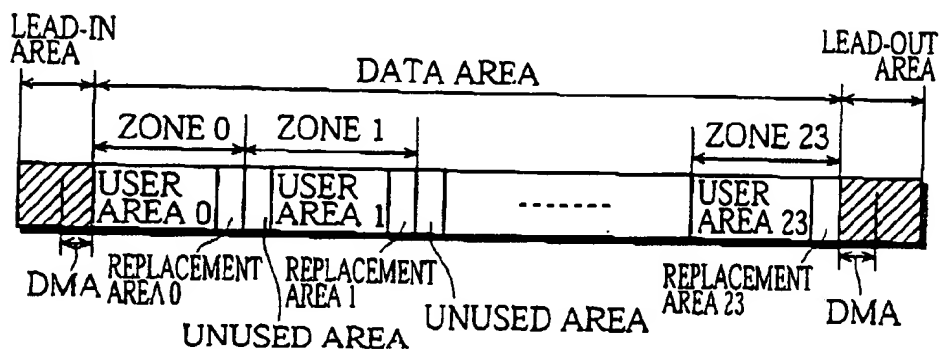 LEAD-IN
AREA
DATA AREA
LEAD-OUT
AREA
ZONE 0
ZONE 1
ZONE 23
USER
AREA 0
USER
AREA 1
USER
AREA 23
DMA
REPLACEMENT
AREA 0
REPLACEMENT
AREA 1
REPLACEMENT
AREA 23
DMA
UNUSED AREA
UNUSED AREA